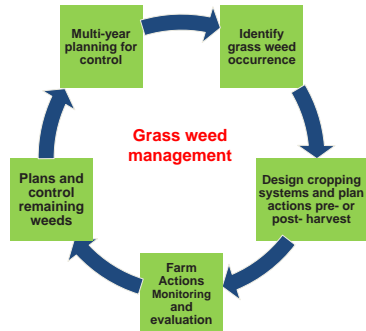 Multi-year
planning for
control
Identify
grass weed
occurrence
Grass weed
management
Design cropping
systems and plan
actions pre- or
post- harvest
Farm
Actions
Monitoring
and
evaluation
Plans and
control
remaining
weeds